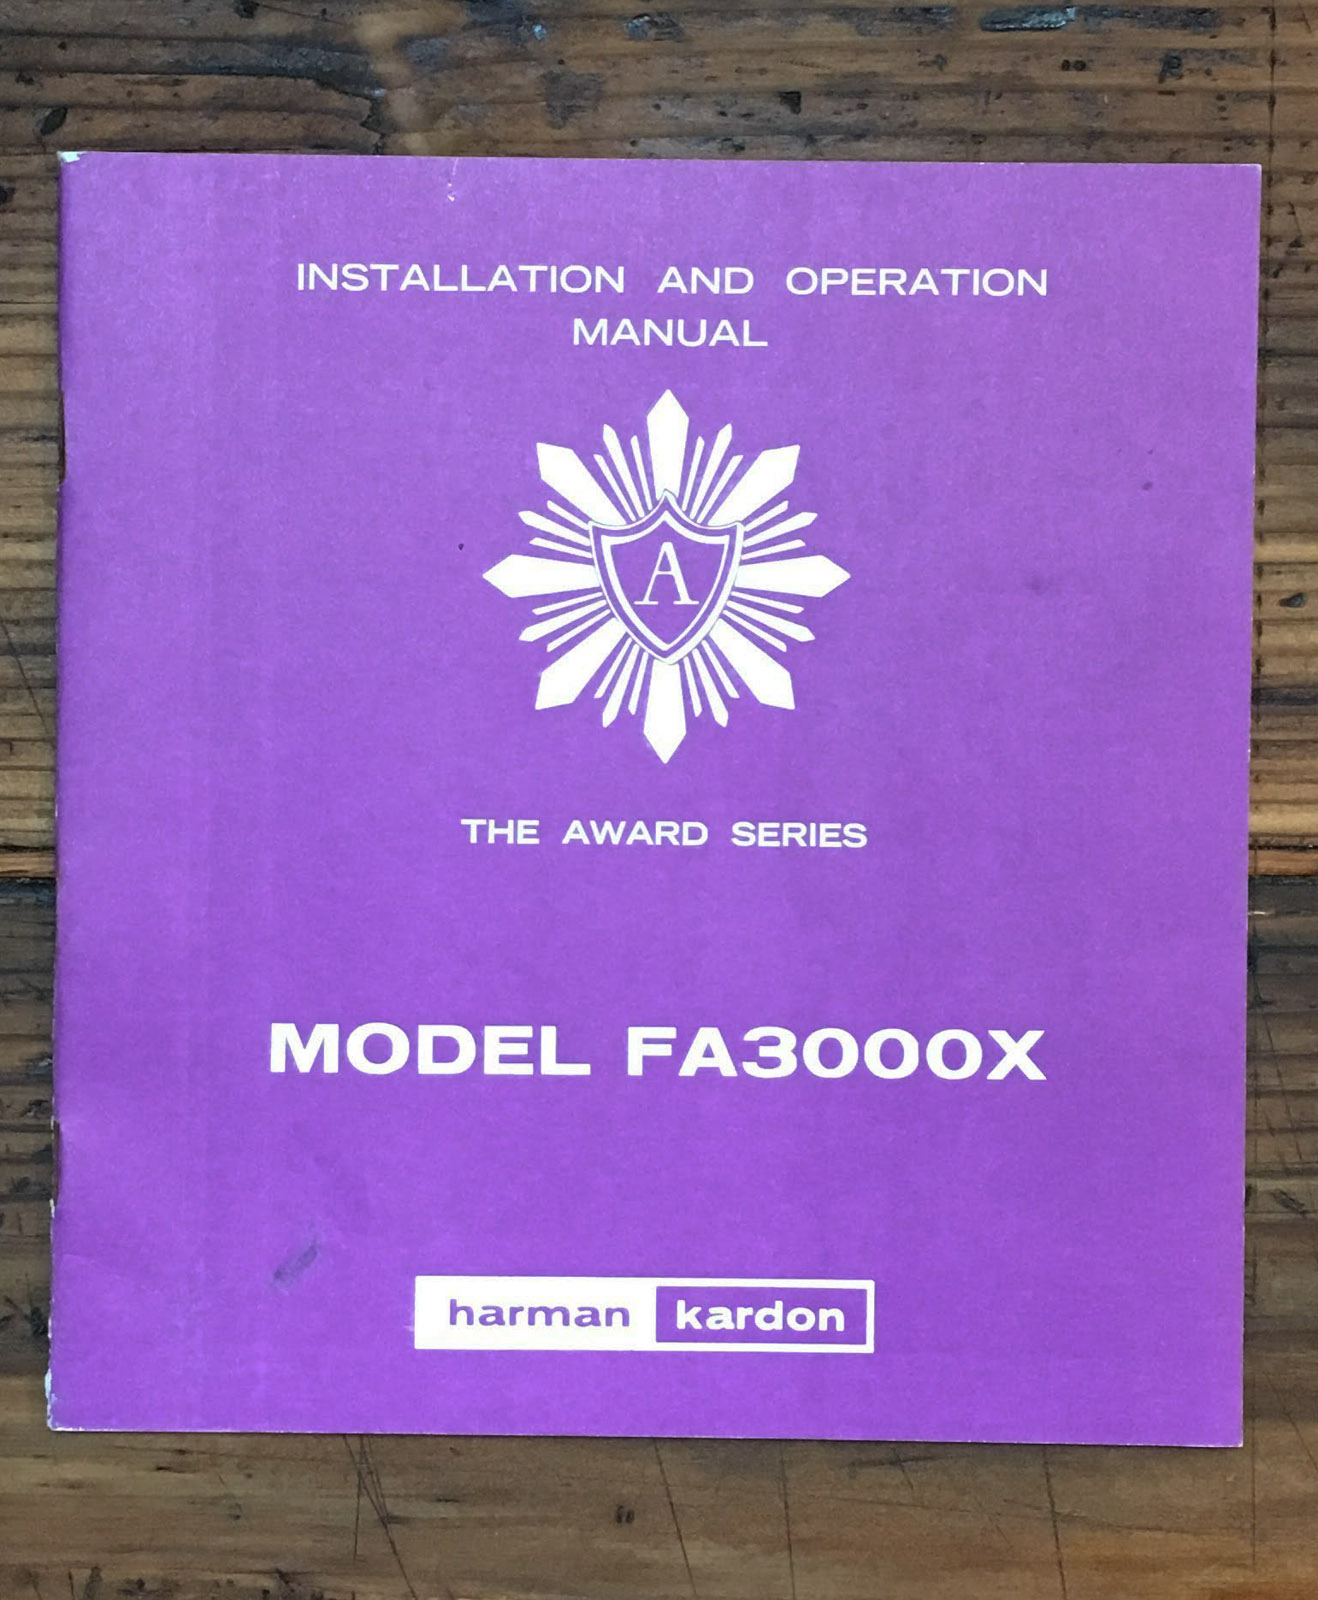 INSTALLATION AND OPERATION
MANUAL
A
THE AWARD SERIES
MODEL FA3000X
harman kardon